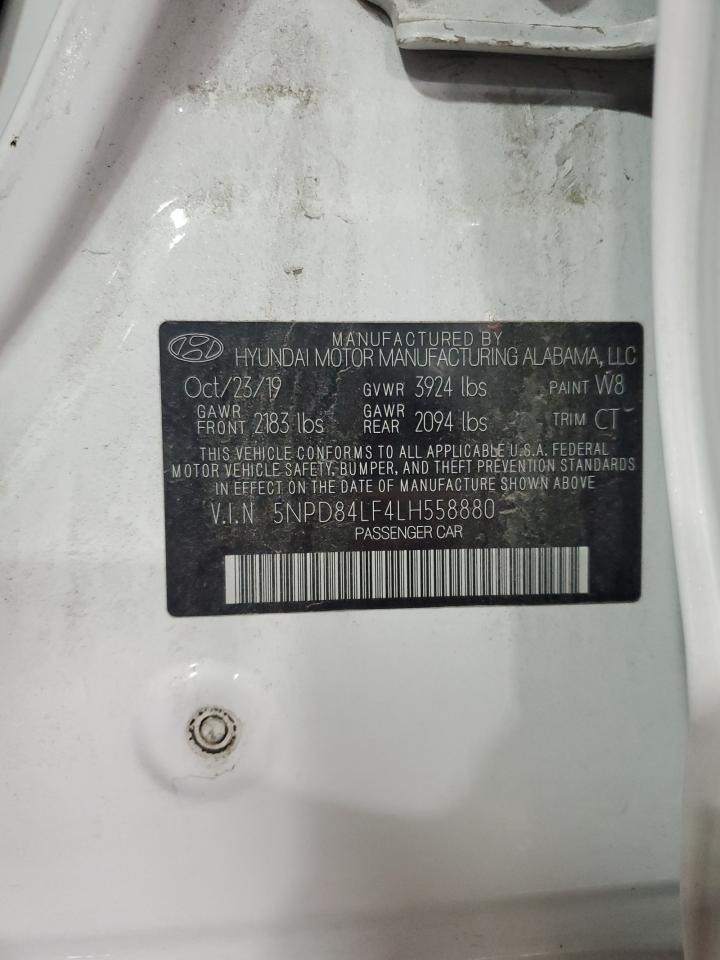 MANUFACTURED BY
HYUNDAI MOTOR MANUFACTURING ALABAMA, LLC
Oct/23/19 GVWR 3924 lbs PAINT W8
GAWR FRONT 2183 lbs GAWR REAR 2094 lbs TRIM CT
THIS VEHICLE CONFORMS TO ALL APPLICABLE U.S.A. FEDERAL
MOTOR VEHICLE SAFETY, BUMPER, AND THEFT PREVENTION STANDARDS
IN EFFECT ON THE DATE OF MANUFACTURE SHOWN ABOVE
V.I.N 5NPD84LF4LH558880
PASSENGER CAR